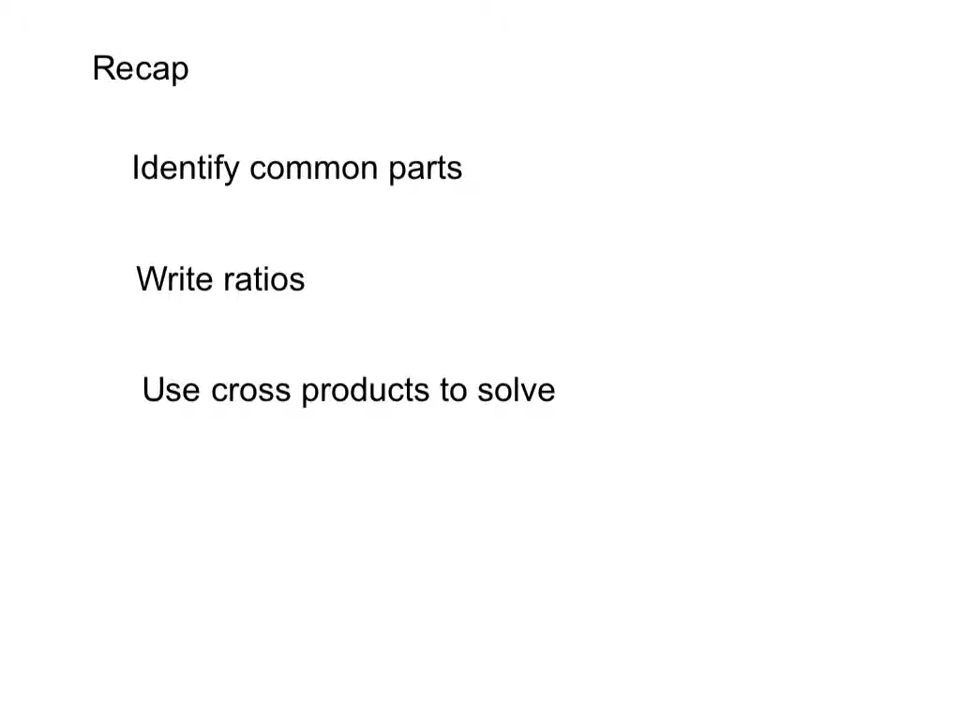 Recap
Identify common parts
Write ratios
Use cross products to solve